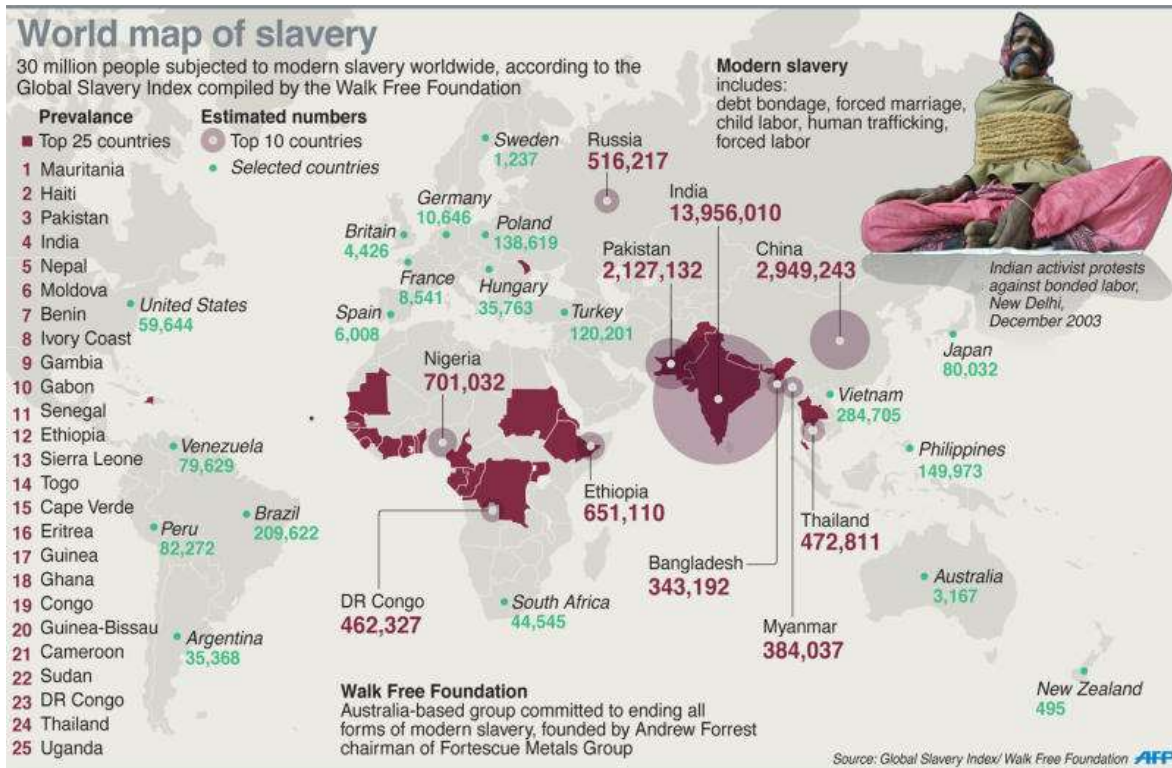 World map of slavery
30 million people subjected to modern slavery worldwide, according to the
Global Slavery Index compiled by the Walk Free Foundation
Prevalance
Top 25 countries
1 Mauritania
2 Haiti
3 Pakistan
4 India
5 Nepal
6 Moldova
7 Benin
8 Ivory Coast
9 Gambia
10 Gabon
11 Senegal
12 Ethiopia
13 Sierra Leone
14 Togo
15 Cape Verde
16 Eritrea
17 Guinea
18 Ghana
19 Congo
20 Guinea-Bissau
21 Cameroon
22 Sudan
23 DR Congo
24 Thailand
25 Uganda
Estimated numbers
Top 10 countries
Selected countries
Modern slavery
includes:
debt bondage, forced marriage,
child labor, human trafficking,
forced labor
Indian activist protests
against bonded labor,
New Delhi,
December 2003
Sweden
1,237
Russia
516,217
Germany
10,646
India
13,956,010
Britain
4,426
Poland
138,619
Pakistan
2,127,132
China
2,949,243
France
8,541
Hungary
35,763
United States
59,644
Spain
6,008
Turkey
120,201
Japan
80,032
Nigeria
701,032
Vietnam
284,705
Venezuela
79,629
Philippines
149,973
Ethiopia
651,110
Brazil
209,622
Peru
82,272
Thailand
472,811
Bangladesh
343,192
Australia
3,167
DR Congo
462,327
South Africa
44,545
Myanmar
384,037
Argentina
35,368
New Zealand
495
Walk Free Foundation
Australia-based group committed to ending all
forms of modern slavery, founded by Andrew Forrest
chairman of Fortescue Metals Group
Source: Global Slavery Index/ Walk Free Foundation AFP